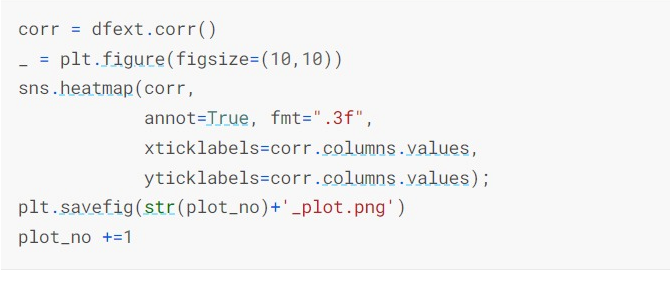 corr = dfext.corr()
_ = plt.figure(figsize=(10,10))
sns.heatmap(corr,
            annot=True, fmt=".3f",
            xticklabels=corr.columns.values,
            yticklabels=corr.columns.values);
plt.savefig(str(plot_no)+'_plot.png')
plot_no +=1